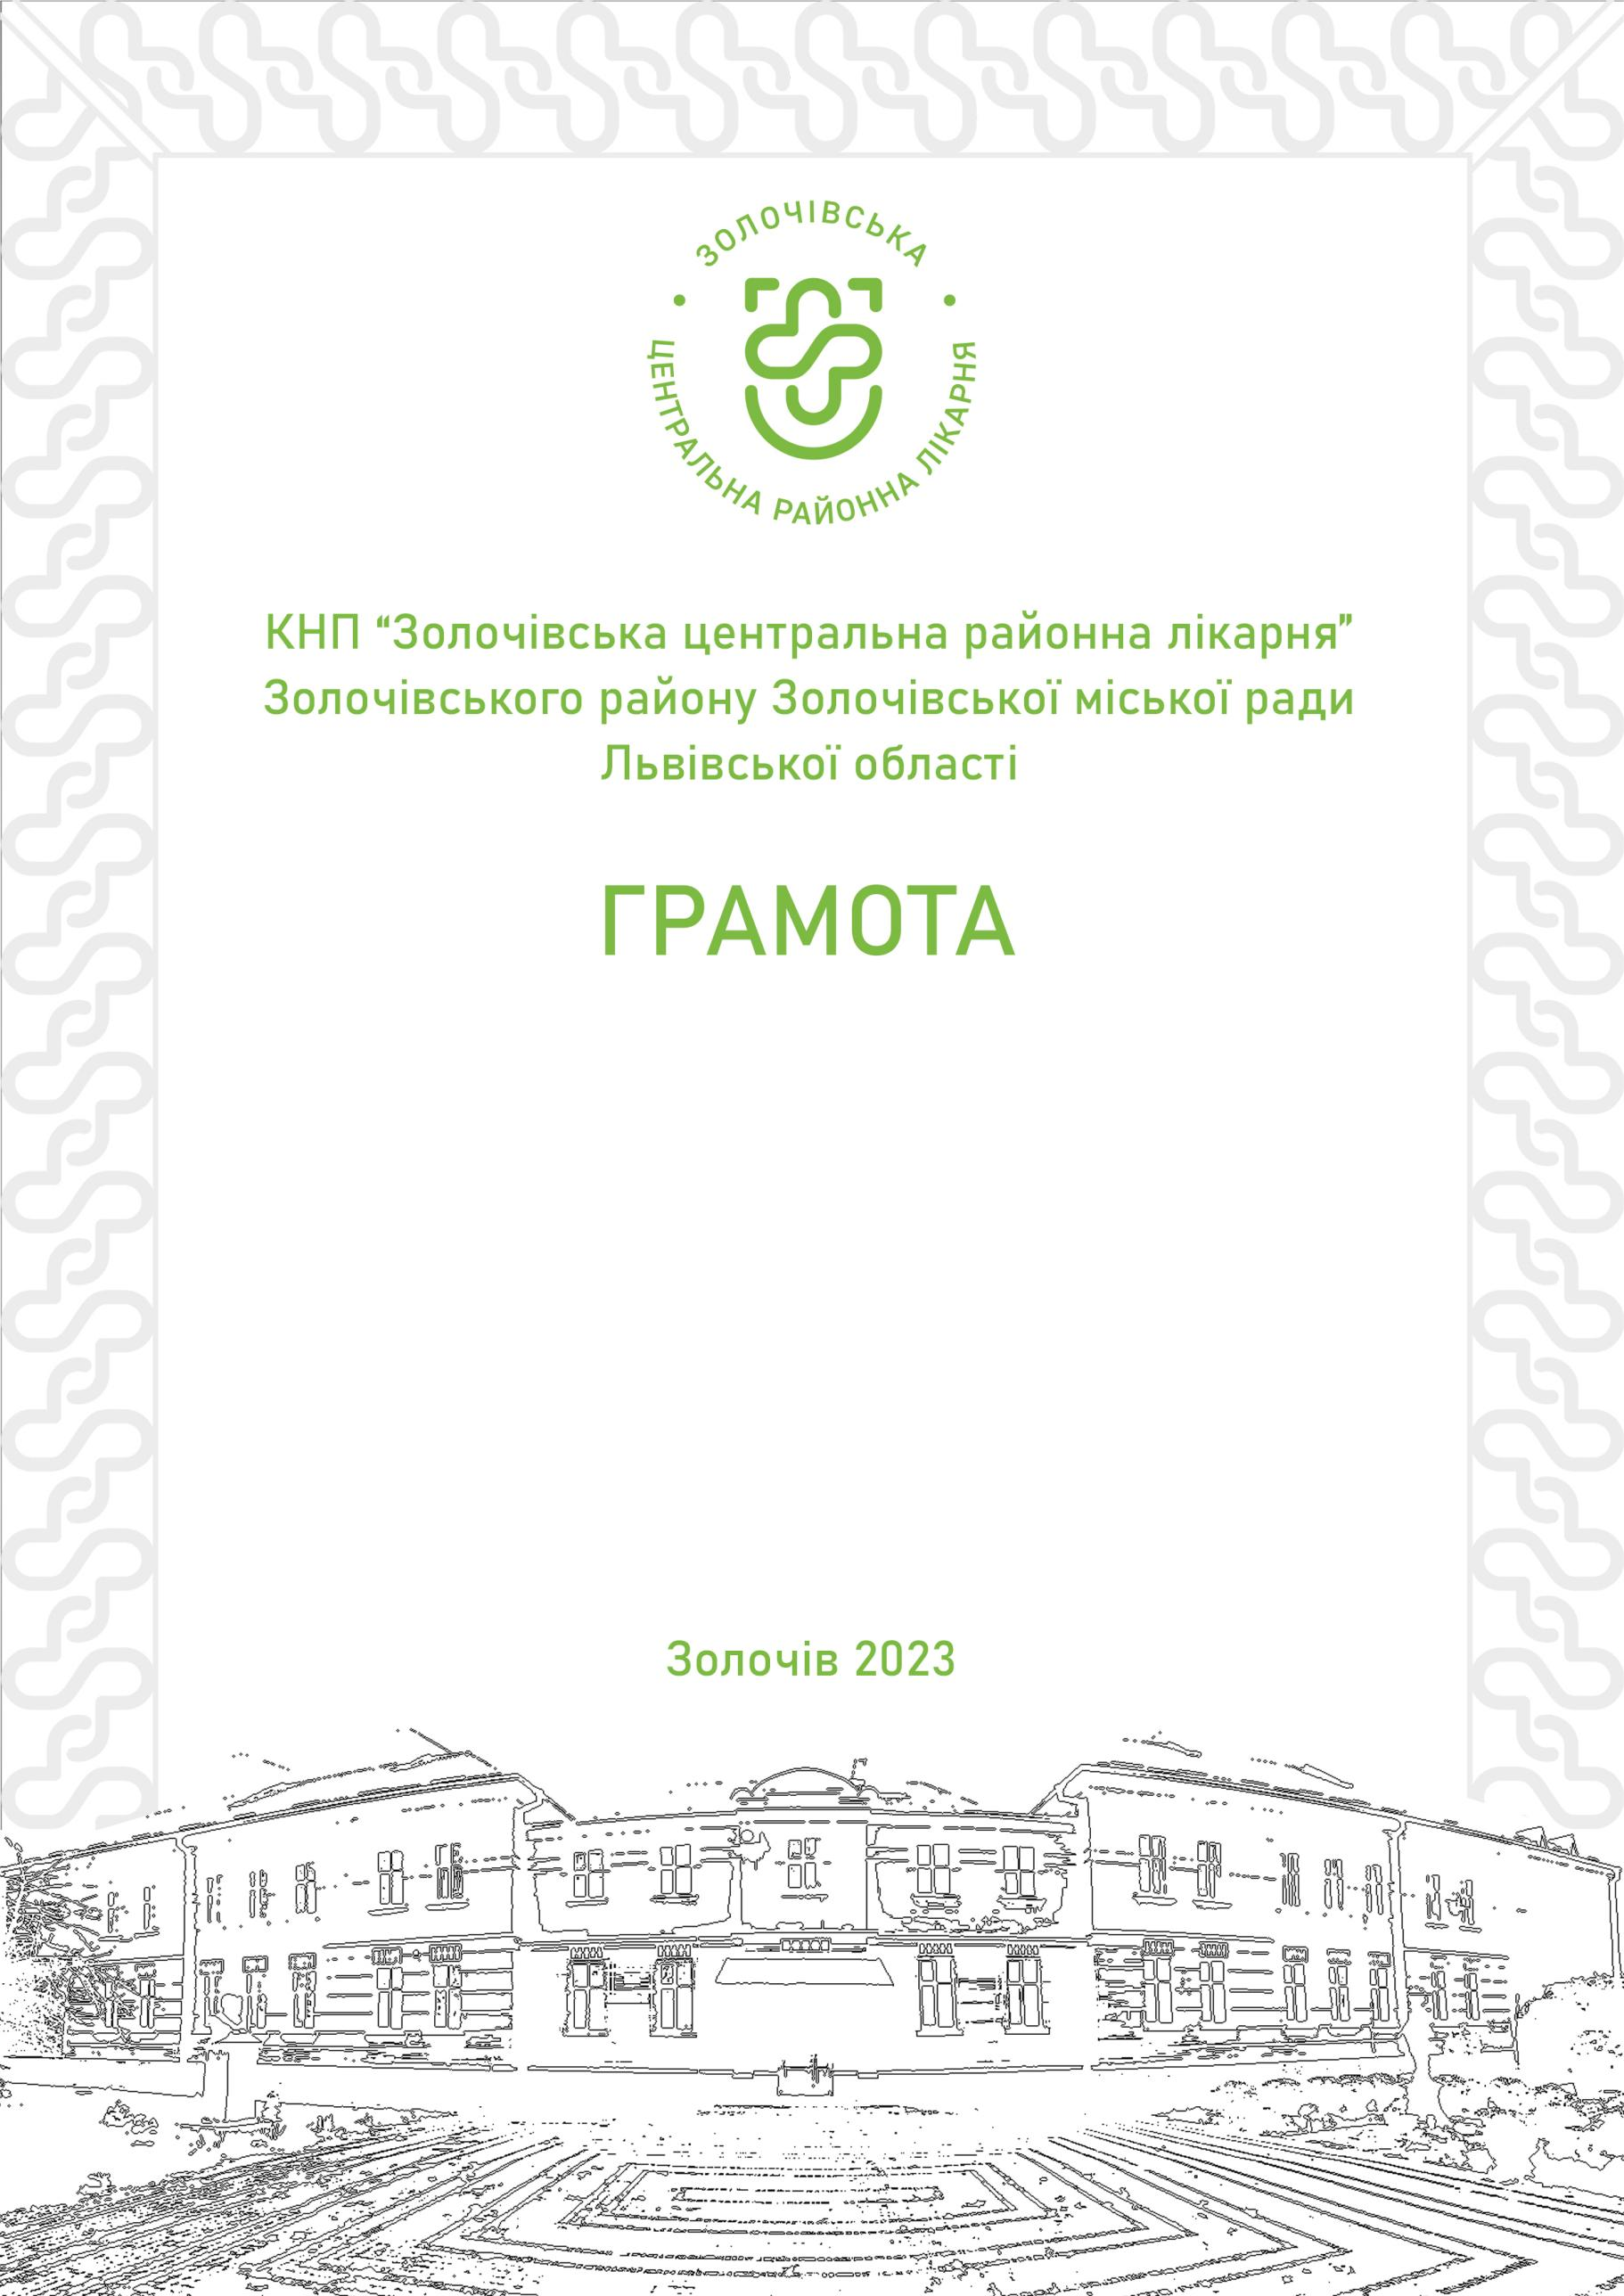 ЗОЛОЧІВСЬКА
ЦЕНТРАЛЬНА РАЙОННА ЛІКАРНЯ
КНП “Золочівська центральна районна лікарня”
Золочівського району Золочівської міської ради
Львівської області
ГРАМОТА
Золочів 2023